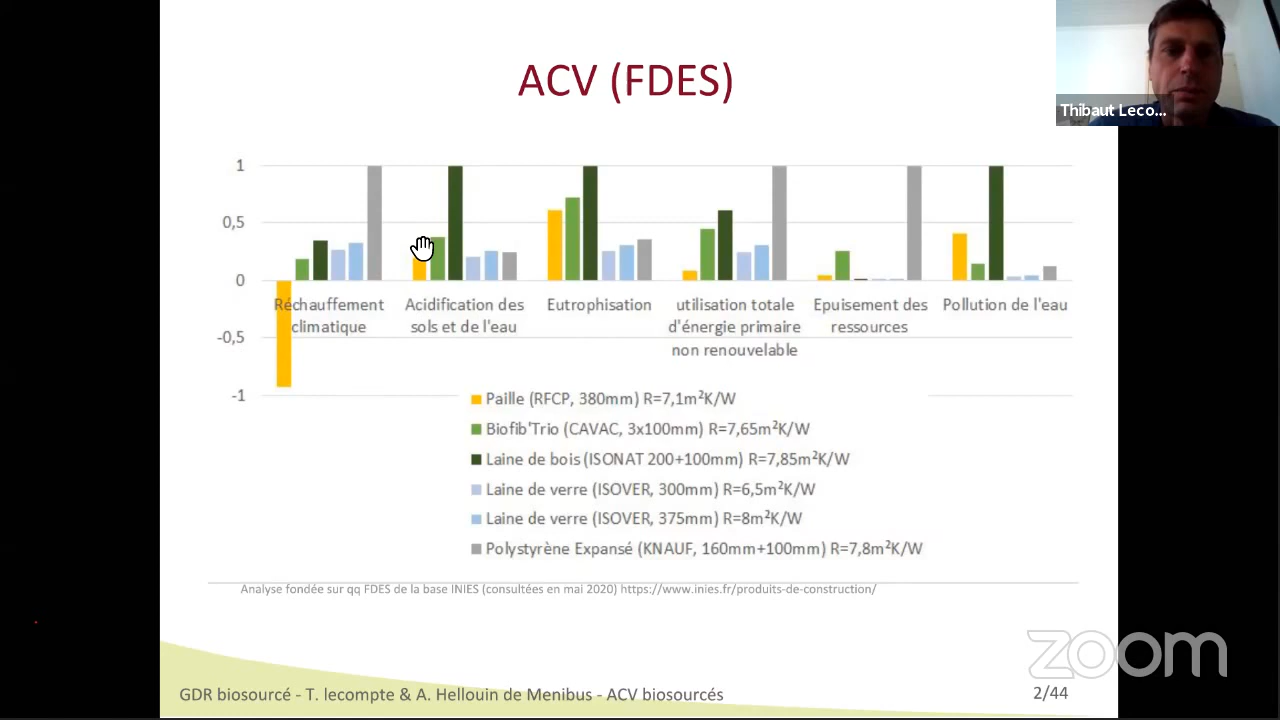 ACV (FDES)
Thibaut Leco...
1
0,5
0
-0,5
-1
Réchauffement climatique
Acidification des sols et de l'eau
Eutrophisation
utilisation totale d'énergie primaire non renouvelable
Epuisement des ressources
Pollution de l'eau
Paille (RFCP, 380mm) R=7,1m²K/W
Biofib'Trio (CAVAC, 3x100mm) R=7,65m²K/W
Laine de bois (ISONAT 200+100mm) R=7,85m²K/W
Laine de verre (ISOVER, 300mm) R=6,5m²K/W
Laine de verre (ISOVER, 375mm) R=8m²K/W
Polystyrène Expansé (KNAUF, 160mm+100mm) R=7,8m²K/W
Analyse fondée sur qq FDES de la base INIES (consultées en mai 2020) https://www.inies.fr/produits-de-construction/
zoom
GDR biosourcé - T. lecompte & A. Hellouin de Menibus - ACV biosourcés
2/44